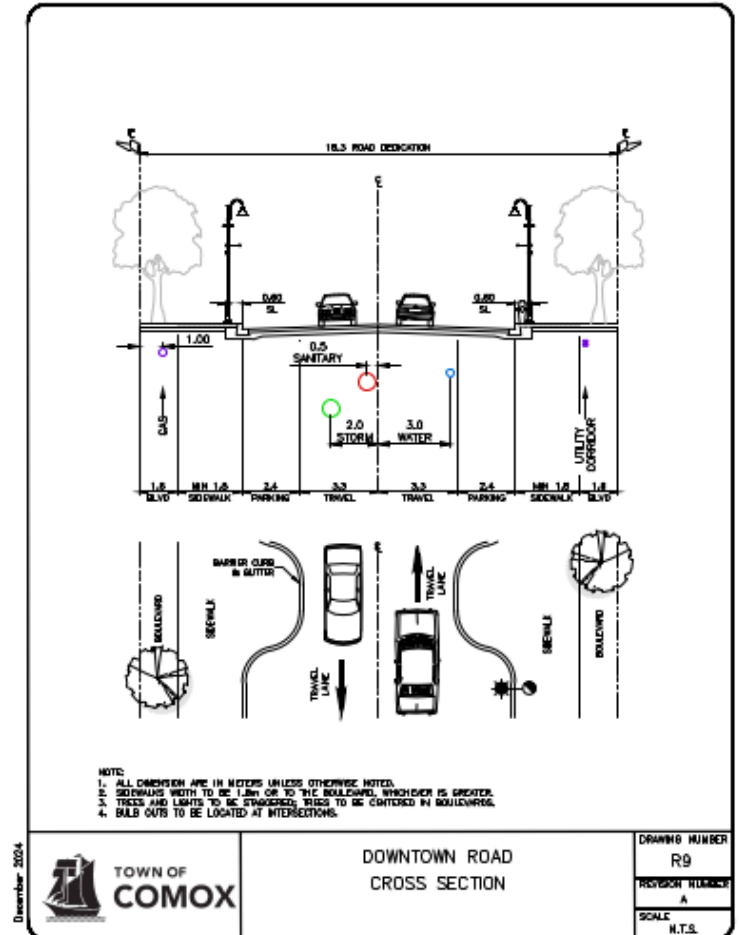 18.3 ROAD DEDICATION
0.60
SL
0.60
SL
1.00
0.5
SANITARY
2.0
STORM
3.0
WATER
GAS
UTILITY
CORRIDOR
MIN 1.8
2.4
3.3
3.3
2.4
MIN 1.8
BLVD
SIDEWALK
PARKING
TRAVEL
TRAVEL
PARKING
SIDEWALK
BLVD
BARRIER CURB
& GUTTER
BOULEVARD
SIDEWALK
TRAVEL
LANE
TRAVEL
LANE
SIDEWALK
BOULEVARD
NOTE:
1. ALL DIMENSION ARE IN METERS UNLESS OTHERWISE NOTED.
2. SIDEWALKS WIDTH TO BE 1.8m OR TO THE BOULEVARD, WHICHEVER IS GREATER.
3. TREES AND LIGHTS TO BE STAGGERED; TREES TO BE CENTERED IN BOULEVARDS.
4. BULB OUTS TO BE LOCATED AT INTERSECTIONS.
December 2024
TOWN OF
COMOX
DOWNTOWN ROAD
CROSS SECTION
DRAWING NUMBER
R9
REVISION NUMBER
A
SCALE
N.T.S.